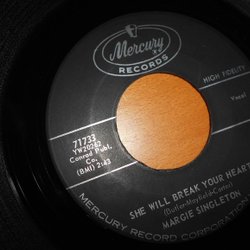 Mercury
RECORDS
HIGH FIDELITY
Vocal
71733
YW20262
Conrad Publ.
Co.
(BMI) 2:43
SHE WILL BREAK YOUR HEART
MARGIE SINGLETON
MERCURY RECORD CORPORATION